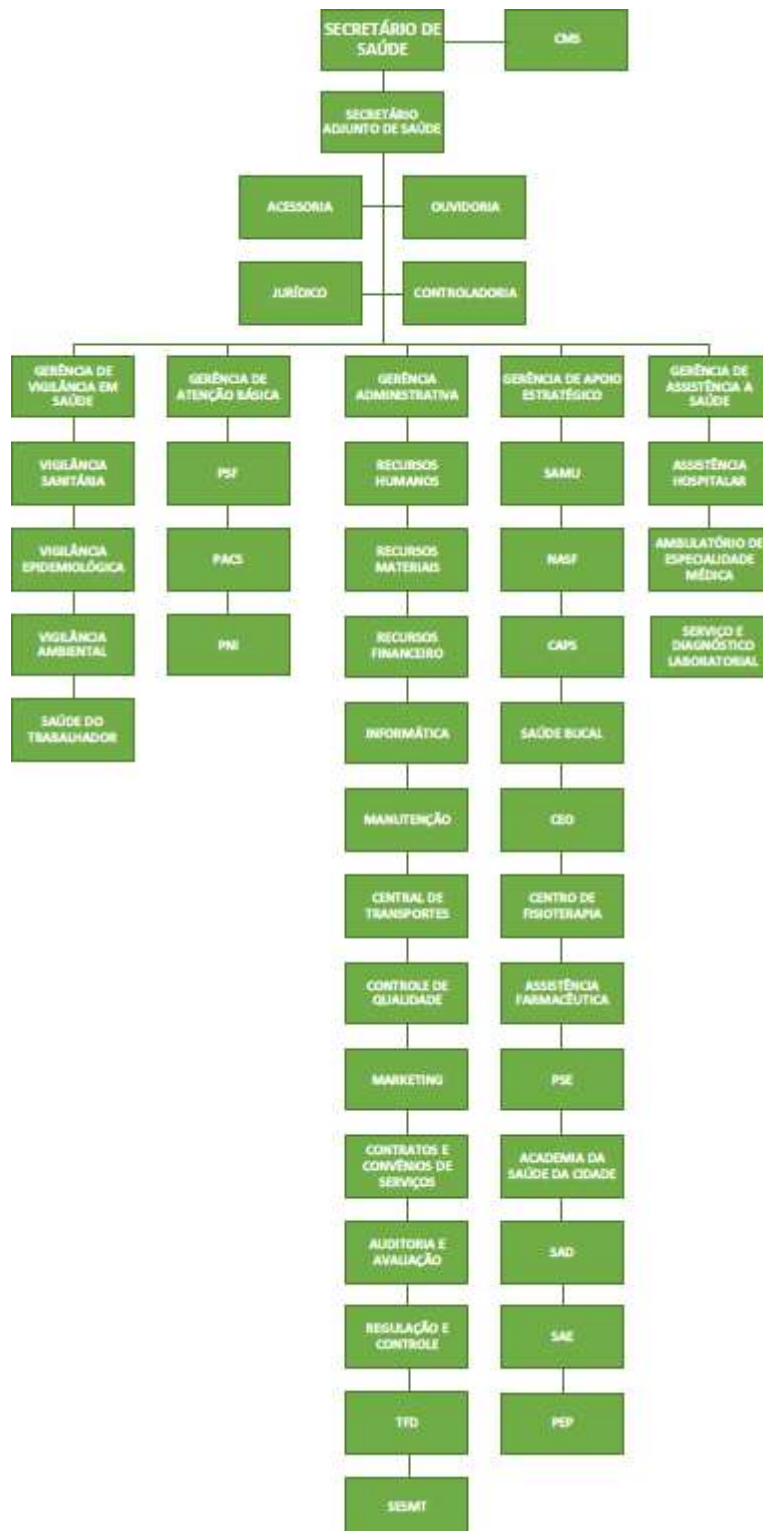 SECRETÁRIO DE
SAÚDE
CMS
SECRETÁRIO
ADJUNTO DE SAÚDE
ACESSORIA
OUVIDORIA
JURÍDICO
CONTROLADORIA
GERÊNCIA DE
VIGILÂNCIA EM
SAÚDE
VIGILÂNCIA
SANITÁRIA
VIGILÂNCIA
EPIDEMIOLÓGICA
VIGILÂNCIA
AMBIENTAL
SAÚDE DO
TRABALHADOR
GERÊNCIA DE
ATENÇÃO BÁSICA
PSF
PACS
PNI
GERÊNCIA
ADMINISTRATIVA
RECURSOS
HUMANOS
RECURSOS
MATERIAIS
RECURSOS
FINANCEIRO
INFORMÁTICA
MANUTENÇÃO
CENTRAL DE
TRANSPORTES
CONTROLE DE
QUALIDADE
MARKETING
CONTRATOS E
CONVÊNIOS DE
SERVIÇOS
AUDITORIA E
AVALIAÇÃO
REGULAÇÃO E
CONTROLE
TFD
SESMT
GERÊNCIA DE APOIO
ESTRATÉGICO
SAMU
NASF
CAPS
SAÚDE BUCAL
CEO
CENTRO DE
FISIOTERAPIA
ASSISTÊNCIA
FARMACÊUTICA
PSE
ACADEMIA DA
SAÚDE DA CIDADE
SAD
SAE
PEP
GERÊNCIA DE
ASSISTÊNCIA A
SAÚDE
ASSISTÊNCIA
HOSPITALAR
AMBULATÓRIO DE
ESPECIALIDADE
MÉDICA
SERVIÇO E
DIAGNÓSTICO
LABORATORIAL